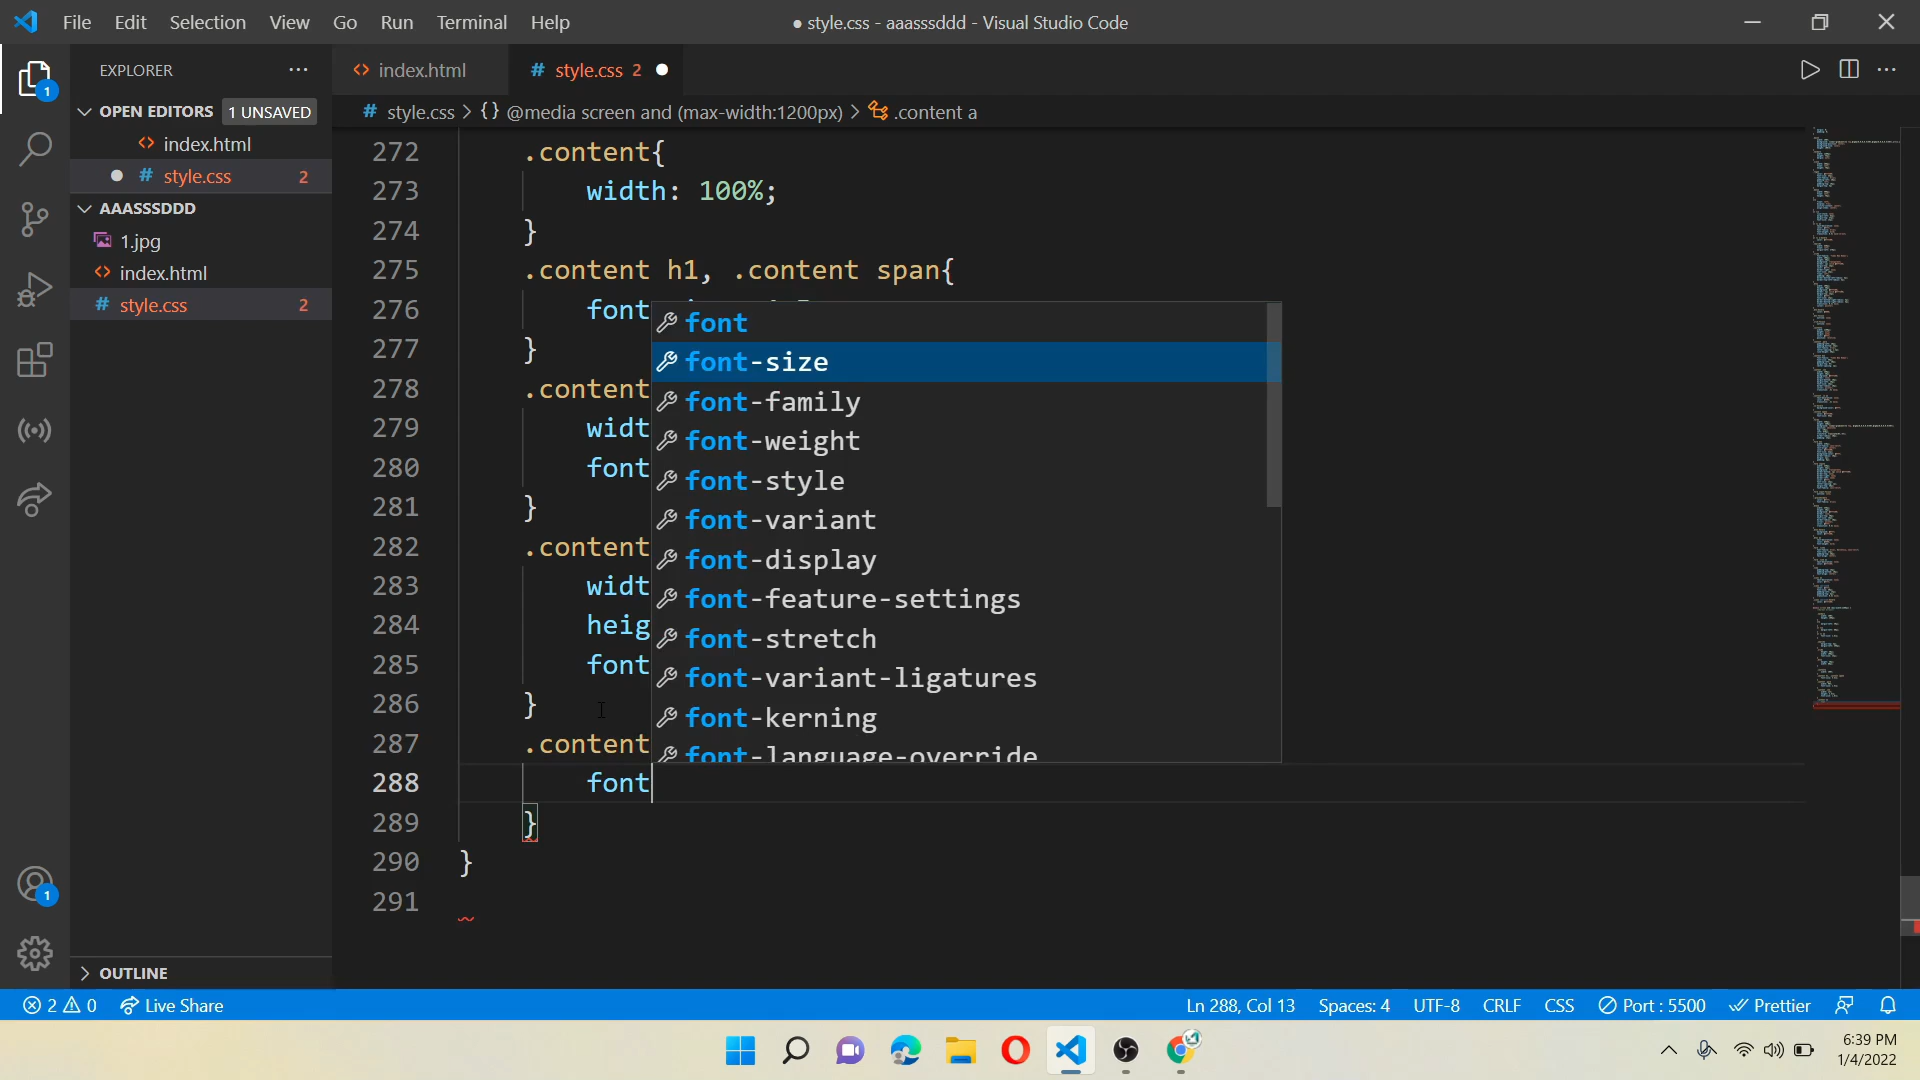 File Edit Selection View Go Run Terminal Help
● style.css - aaasssddd - Visual Studio Code
EXPLORER
index.html
# style.css 2
OPEN EDITORS 1 UNSAVED
# style.css > {} @media screen and (max-width:1200px) > .content a
index.html
# style.css 2
AAASSSDDD
1.jpg
index.html
# style.css 2
OUTLINE
272 .content{
273 width: 100%;
274 }
275 .content h1, .content span{
276 font
277 }
278 .content
279 widt
280 font
281 }
282 .content
283 widt
284 heig
285 font
286 }
287 .content
288 font
289 }
290 }
291
font
font-size
font-family
font-weight
font-style
font-variant
font-display
font-feature-settings
font-stretch
font-variant-ligatures
font-kerning
font-language-override
1
1
2 0 Live Share
Ln 288, Col 13 Spaces: 4 UTF-8 CRLF CSS Port : 5500 Prettier
6:39 PM
1/4/2022